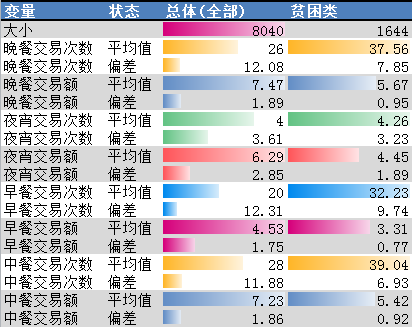 变量 状态 总体(全部) 贫困类
大小 8040 1644
晚餐交易次数 平均值 26 37.56
晚餐交易次数 偏差 12.08 7.85
晚餐交易额 平均值 7.47 5.67
晚餐交易额 偏差 1.89 0.95
夜宵交易次数 平均值 4 4.26
夜宵交易次数 偏差 3.61 3.23
夜宵交易额 平均值 6.29 4.45
夜宵交易额 偏差 2.85 1.89
早餐交易次数 平均值 20 32.23
早餐交易次数 偏差 12.31 9.74
早餐交易额 平均值 4.53 3.31
早餐交易额 偏差 1.75 0.77
中餐交易次数 平均值 28 39.04
中餐交易次数 偏差 11.88 6.93
中餐交易额 平均值 7.23 5.42
中餐交易额 偏差 1.86 0.92